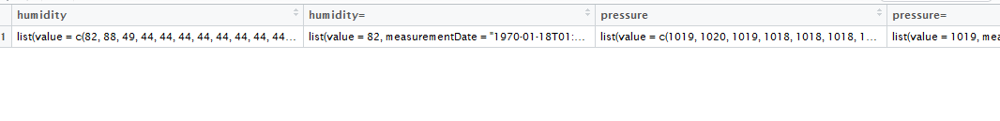 humidity humidity= pressure pressure=
1 list(value = c(82, 88, 49, 44, 44, 44, 44, 44, 44, 44, 44... list(value = 82, measurementDate = "1970-01-18T01:... list(value = c(1019, 1020, 1019, 1018, 1018, 1018, 1... list(value = 1019, mea